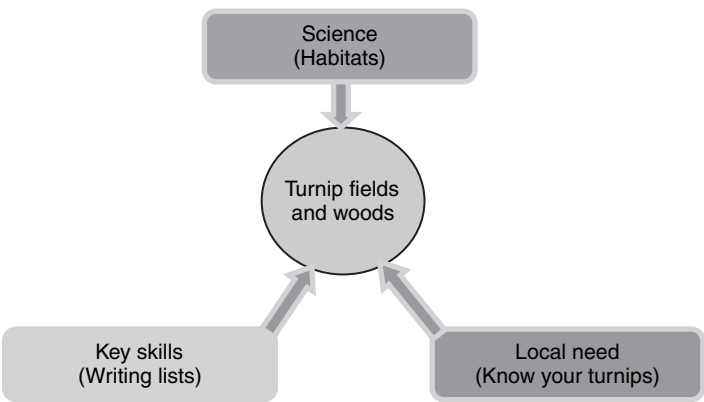 Science
(Habitats)
Turnip fields
and woods
Key skills
(Writing lists)
Local need
(Know your turnips)